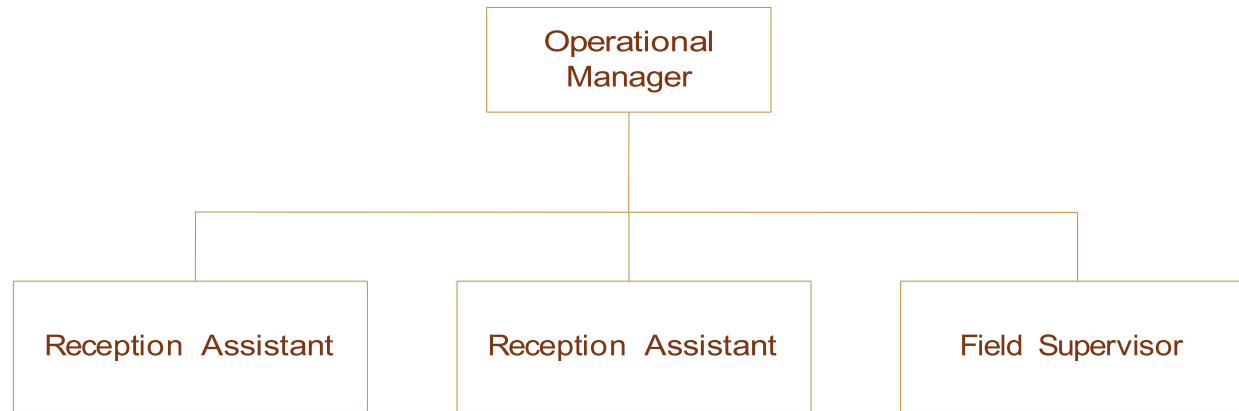 Operational
Manager
Reception Assistant
Reception Assistant
Field Supervisor